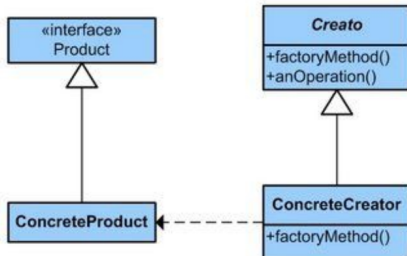 «interface»
Product
Creato
+factoryMethod()
+anOperation()
ConcreteProduct
ConcreteCreator
+factoryMethod()